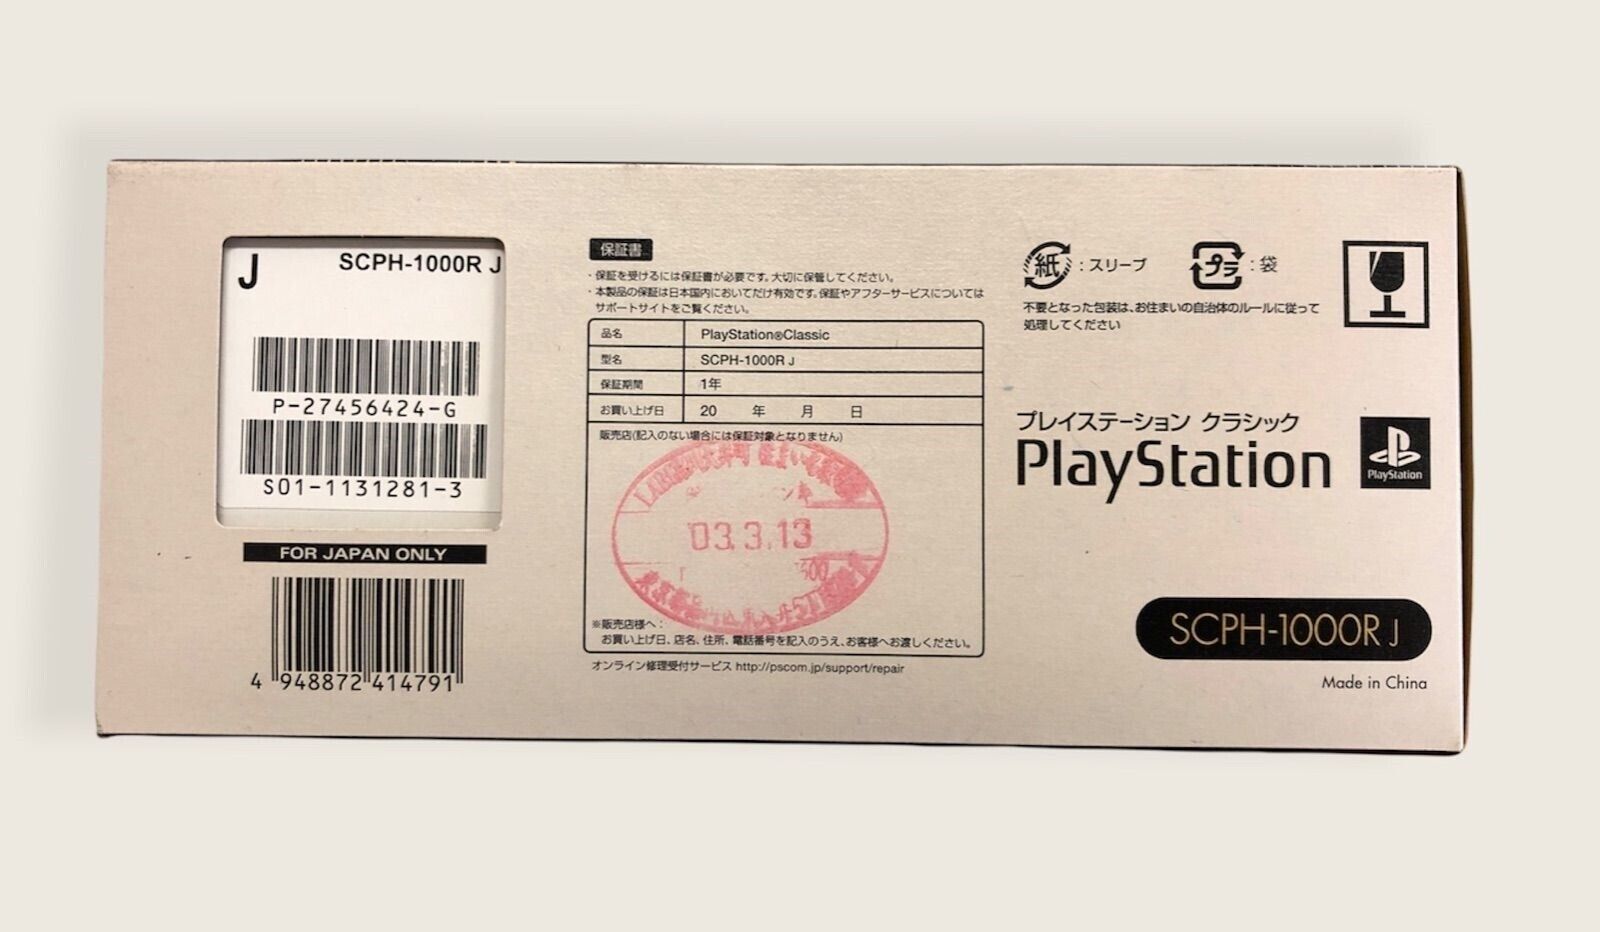 J
SCPH-1000R J
P-27456424-G
S01-1131281-3
FOR JAPAN ONLY
4 948872 414791
保証書
・保証を受けるには保証書が必要です。大切に保管してください。
・本製品の保証は日本国内においてだけ有効です。保証やアフターサービスについては
サポートサイトをご覧ください。
品名 PlayStation®Classic
型名 SCPH-1000R J
保証期間 1年
お買い上げ日 20 年 月 日
販売店(記入のない場合には保証対象となりません)
03.3.13
※販売店様へ:
お買い上げ日、店名、住所、電話番号を記入のうえ、お客様へお渡しください。
オンライン修理受付サービス http://pscom.jp/support/repair
紙:スリーブ プラ:袋
不要となった包装は、お住まいの自治体のルールに従って
処理してください
プレイステーション クラシック
PlayStation
PlayStation
SCPH-1000R J
Made in China